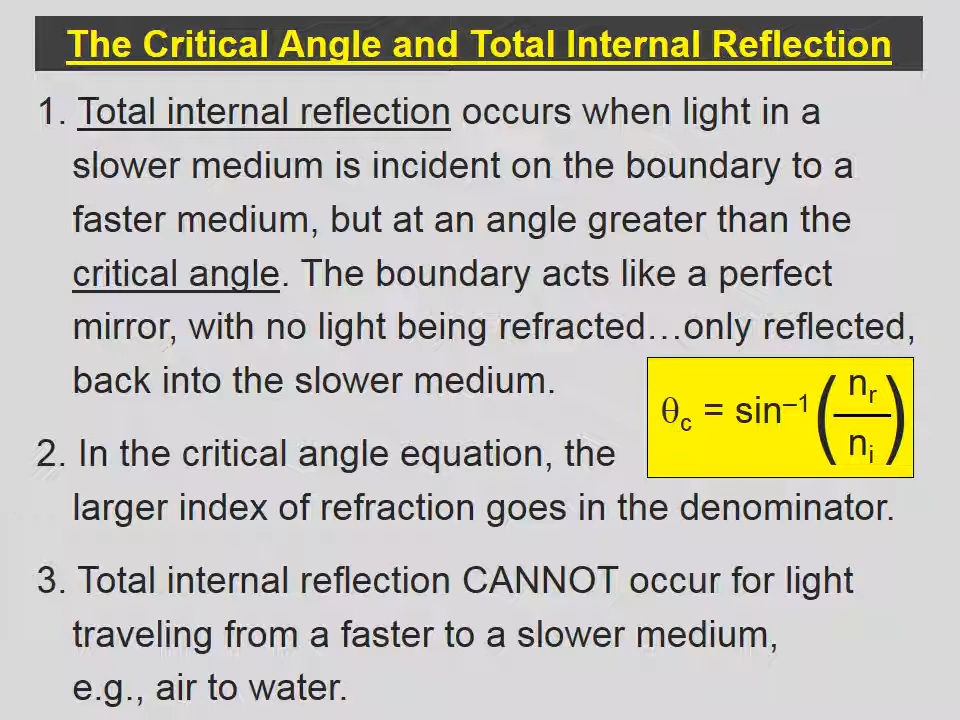 The Critical Angle and Total Internal Reflection
1. Total internal reflection occurs when light in a
slower medium is incident on the boundary to a
faster medium, but at an angle greater than the
critical angle. The boundary acts like a perfect
mirror, with no light being refracted…only reflected,
back into the slower medium.
θc = sin–1 (nr/ni)
2. In the critical angle equation, the
larger index of refraction goes in the denominator.
3. Total internal reflection CANNOT occur for light
traveling from a faster to a slower medium,
e.g., air to water.